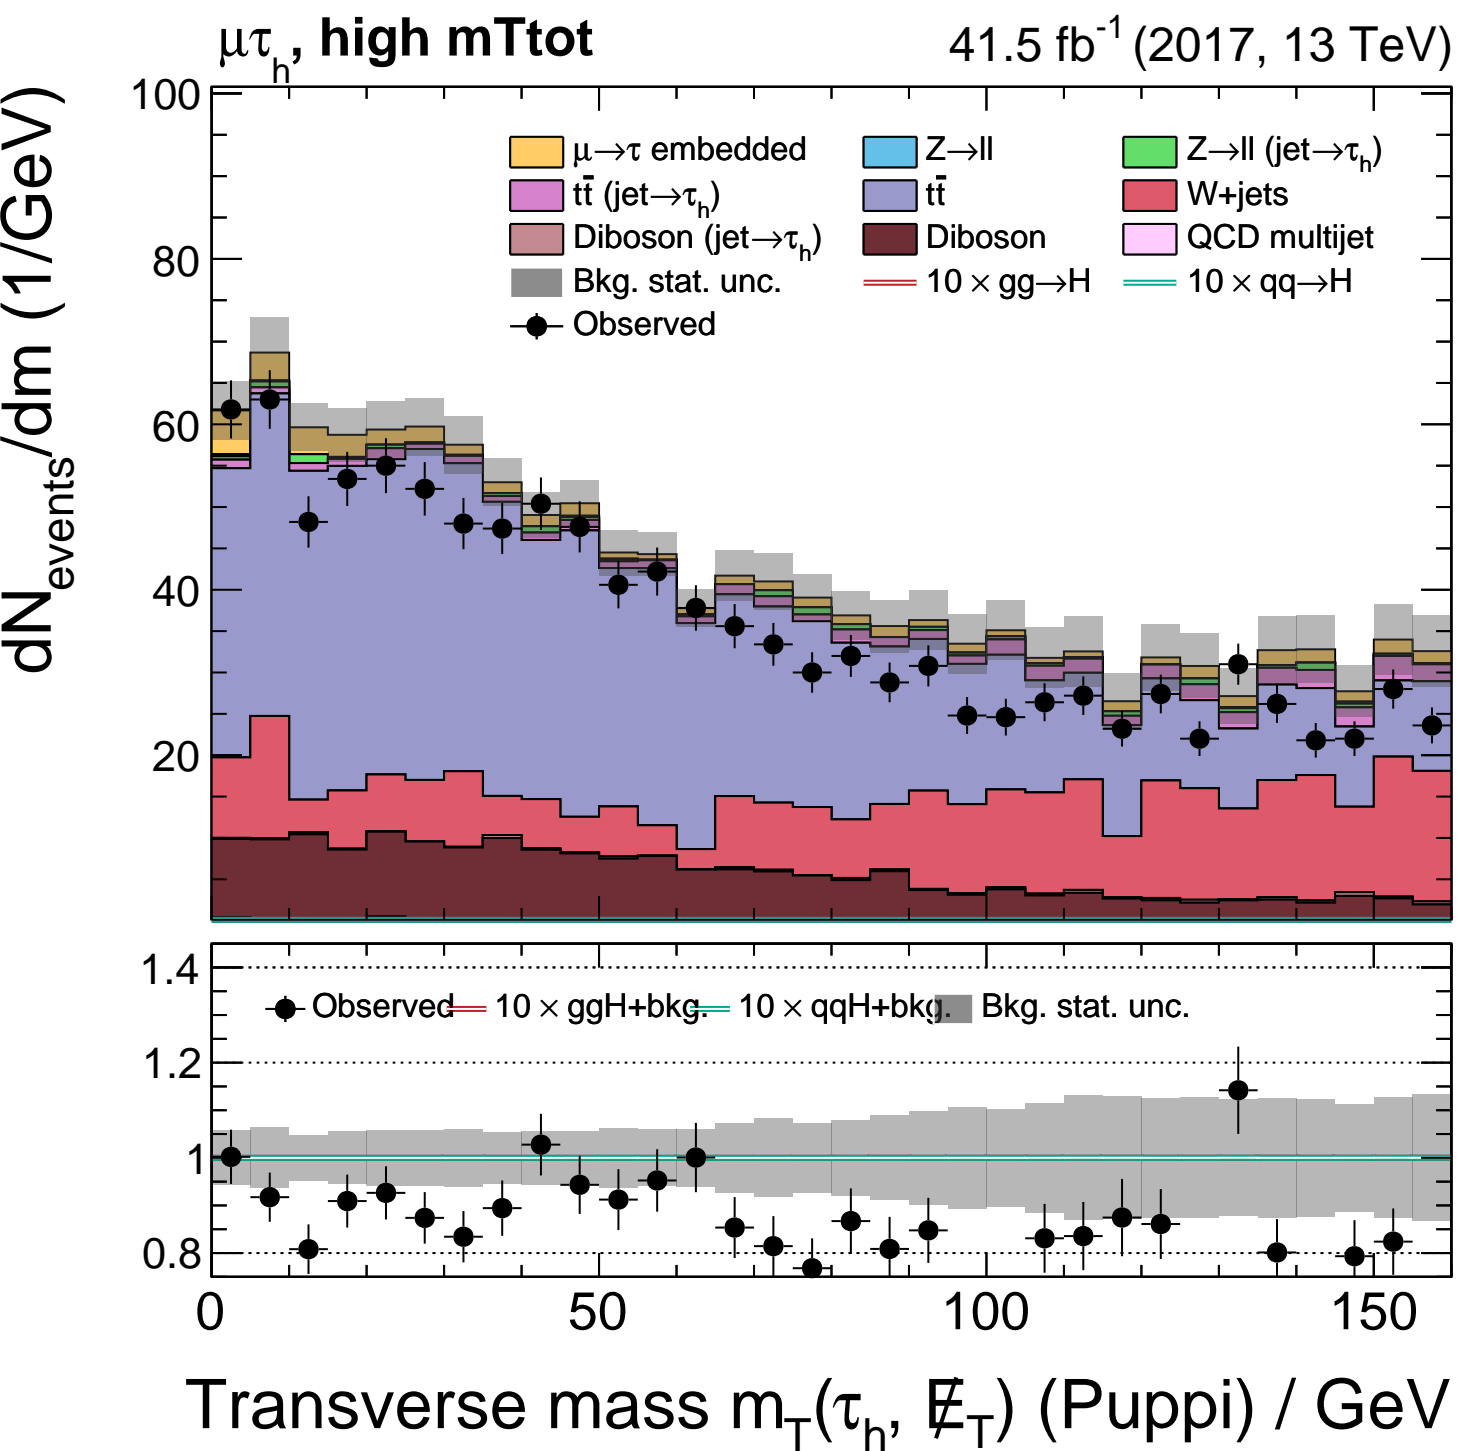 μτh, high mTtot 41.5 fb-1 (2017, 13 TeV)
dNevents/dm (1/GeV)
100
80
60
40
20
μ→τ embedded Z→ll Z→ll (jet→τh)
tt̄ (jet→τh) tt̄ W+jets
Diboson (jet→τh) Diboson QCD multijet
Bkg. stat. unc. 10 × gg→H 10 × qq→H
Observed
1.4
1.2
1
0.8
Observed 10 × ggH+bkg. 10 × qqH+bkg. Bkg. stat. unc.
0 50 100 150
Transverse mass mT(τh, E̸T) (Puppi) / GeV